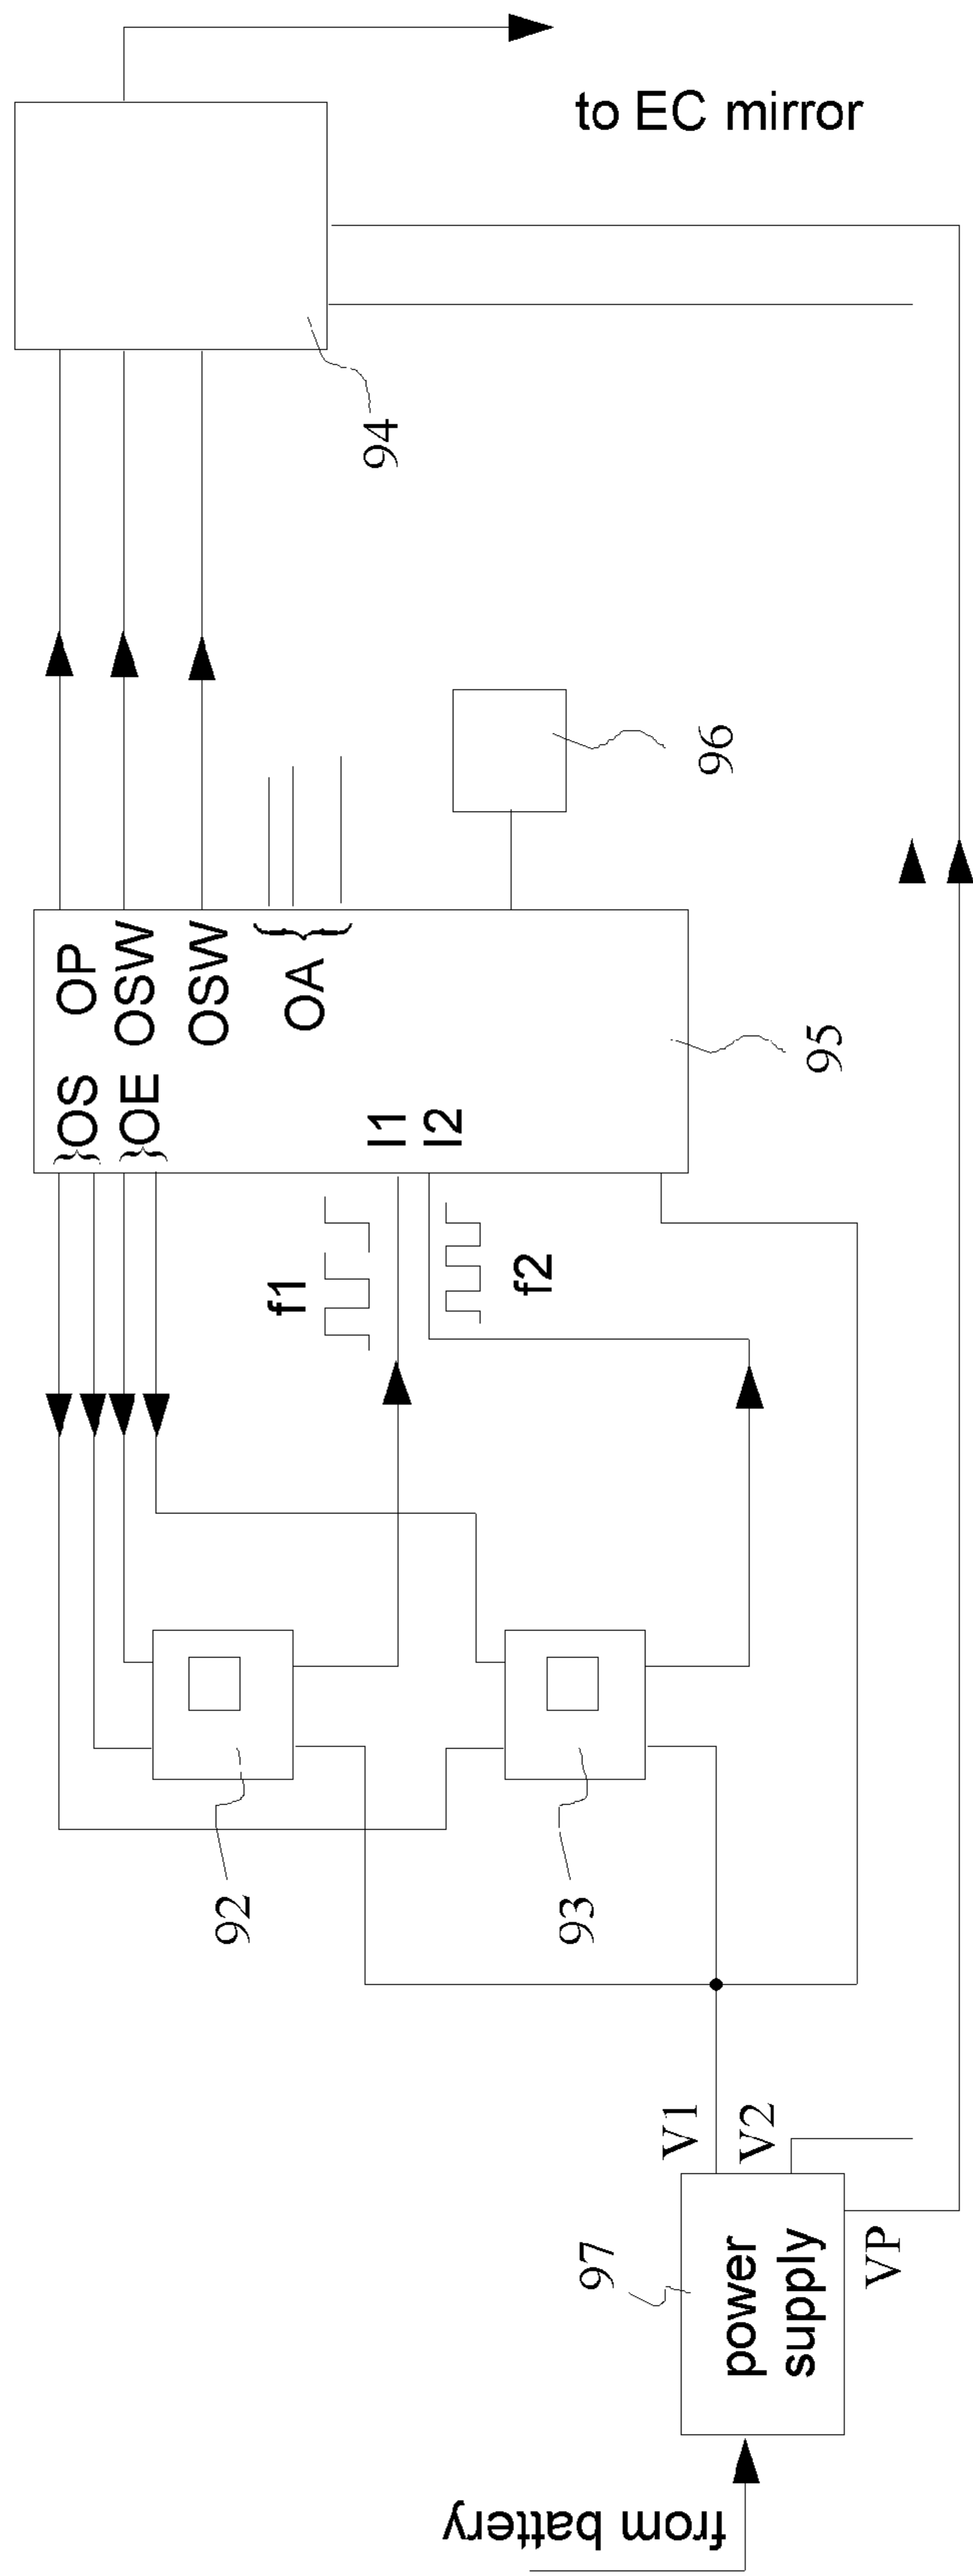 to EC mirror
94
96
OS OP
OE OSW
OSW
OA
I1
I2
95
f1
f2
92
93
V1
V2
97
power
supply
VP
from battery